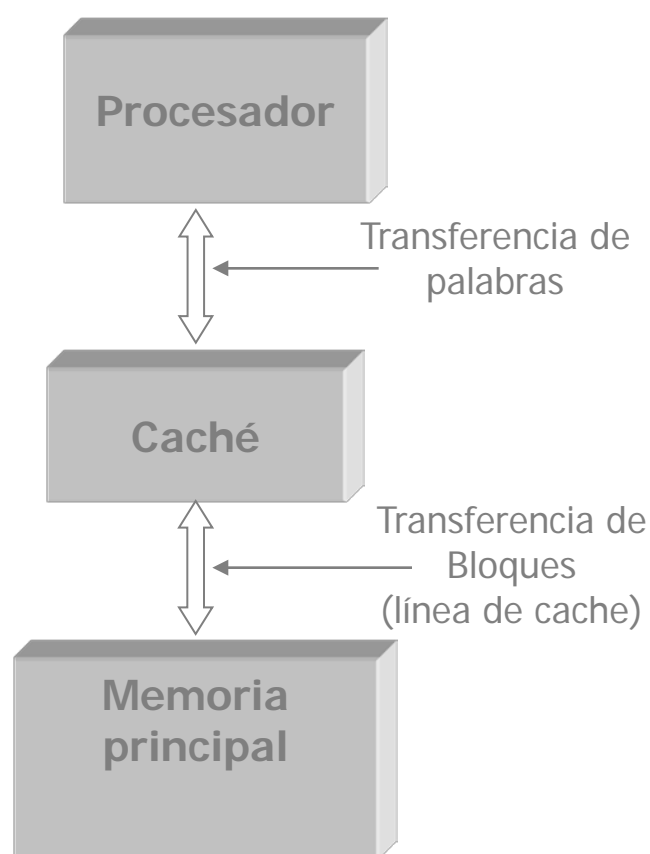 Procesador
Transferencia de
palabras
Caché
Transferencia de
Bloques
(línea de cache)
Memoria
principal